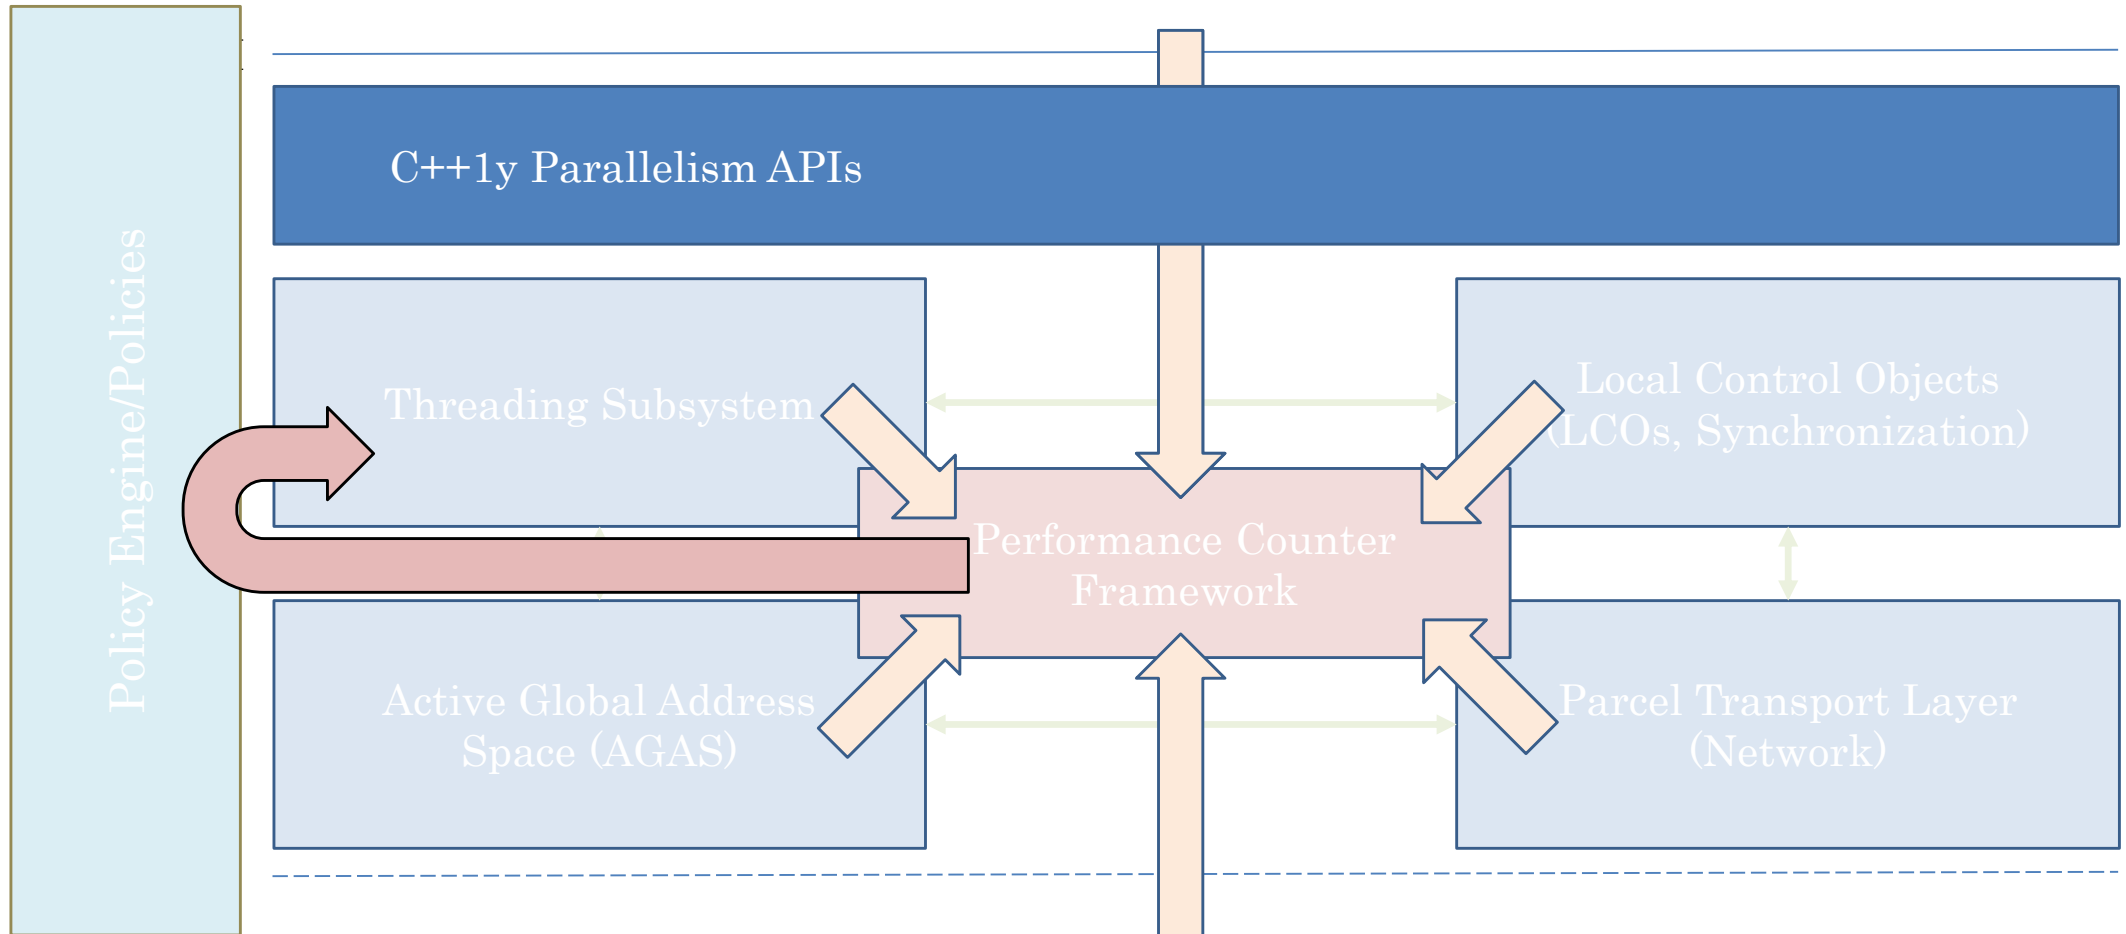 C++1y Parallelism APIs
Policy Engine/Policies
Threading Subsystem
Local Control Objects
(LCOs, Synchronization)
Performance Counter
Framework
Active Global Address
Space (AGAS)
Parcel Transport Layer
(Network)